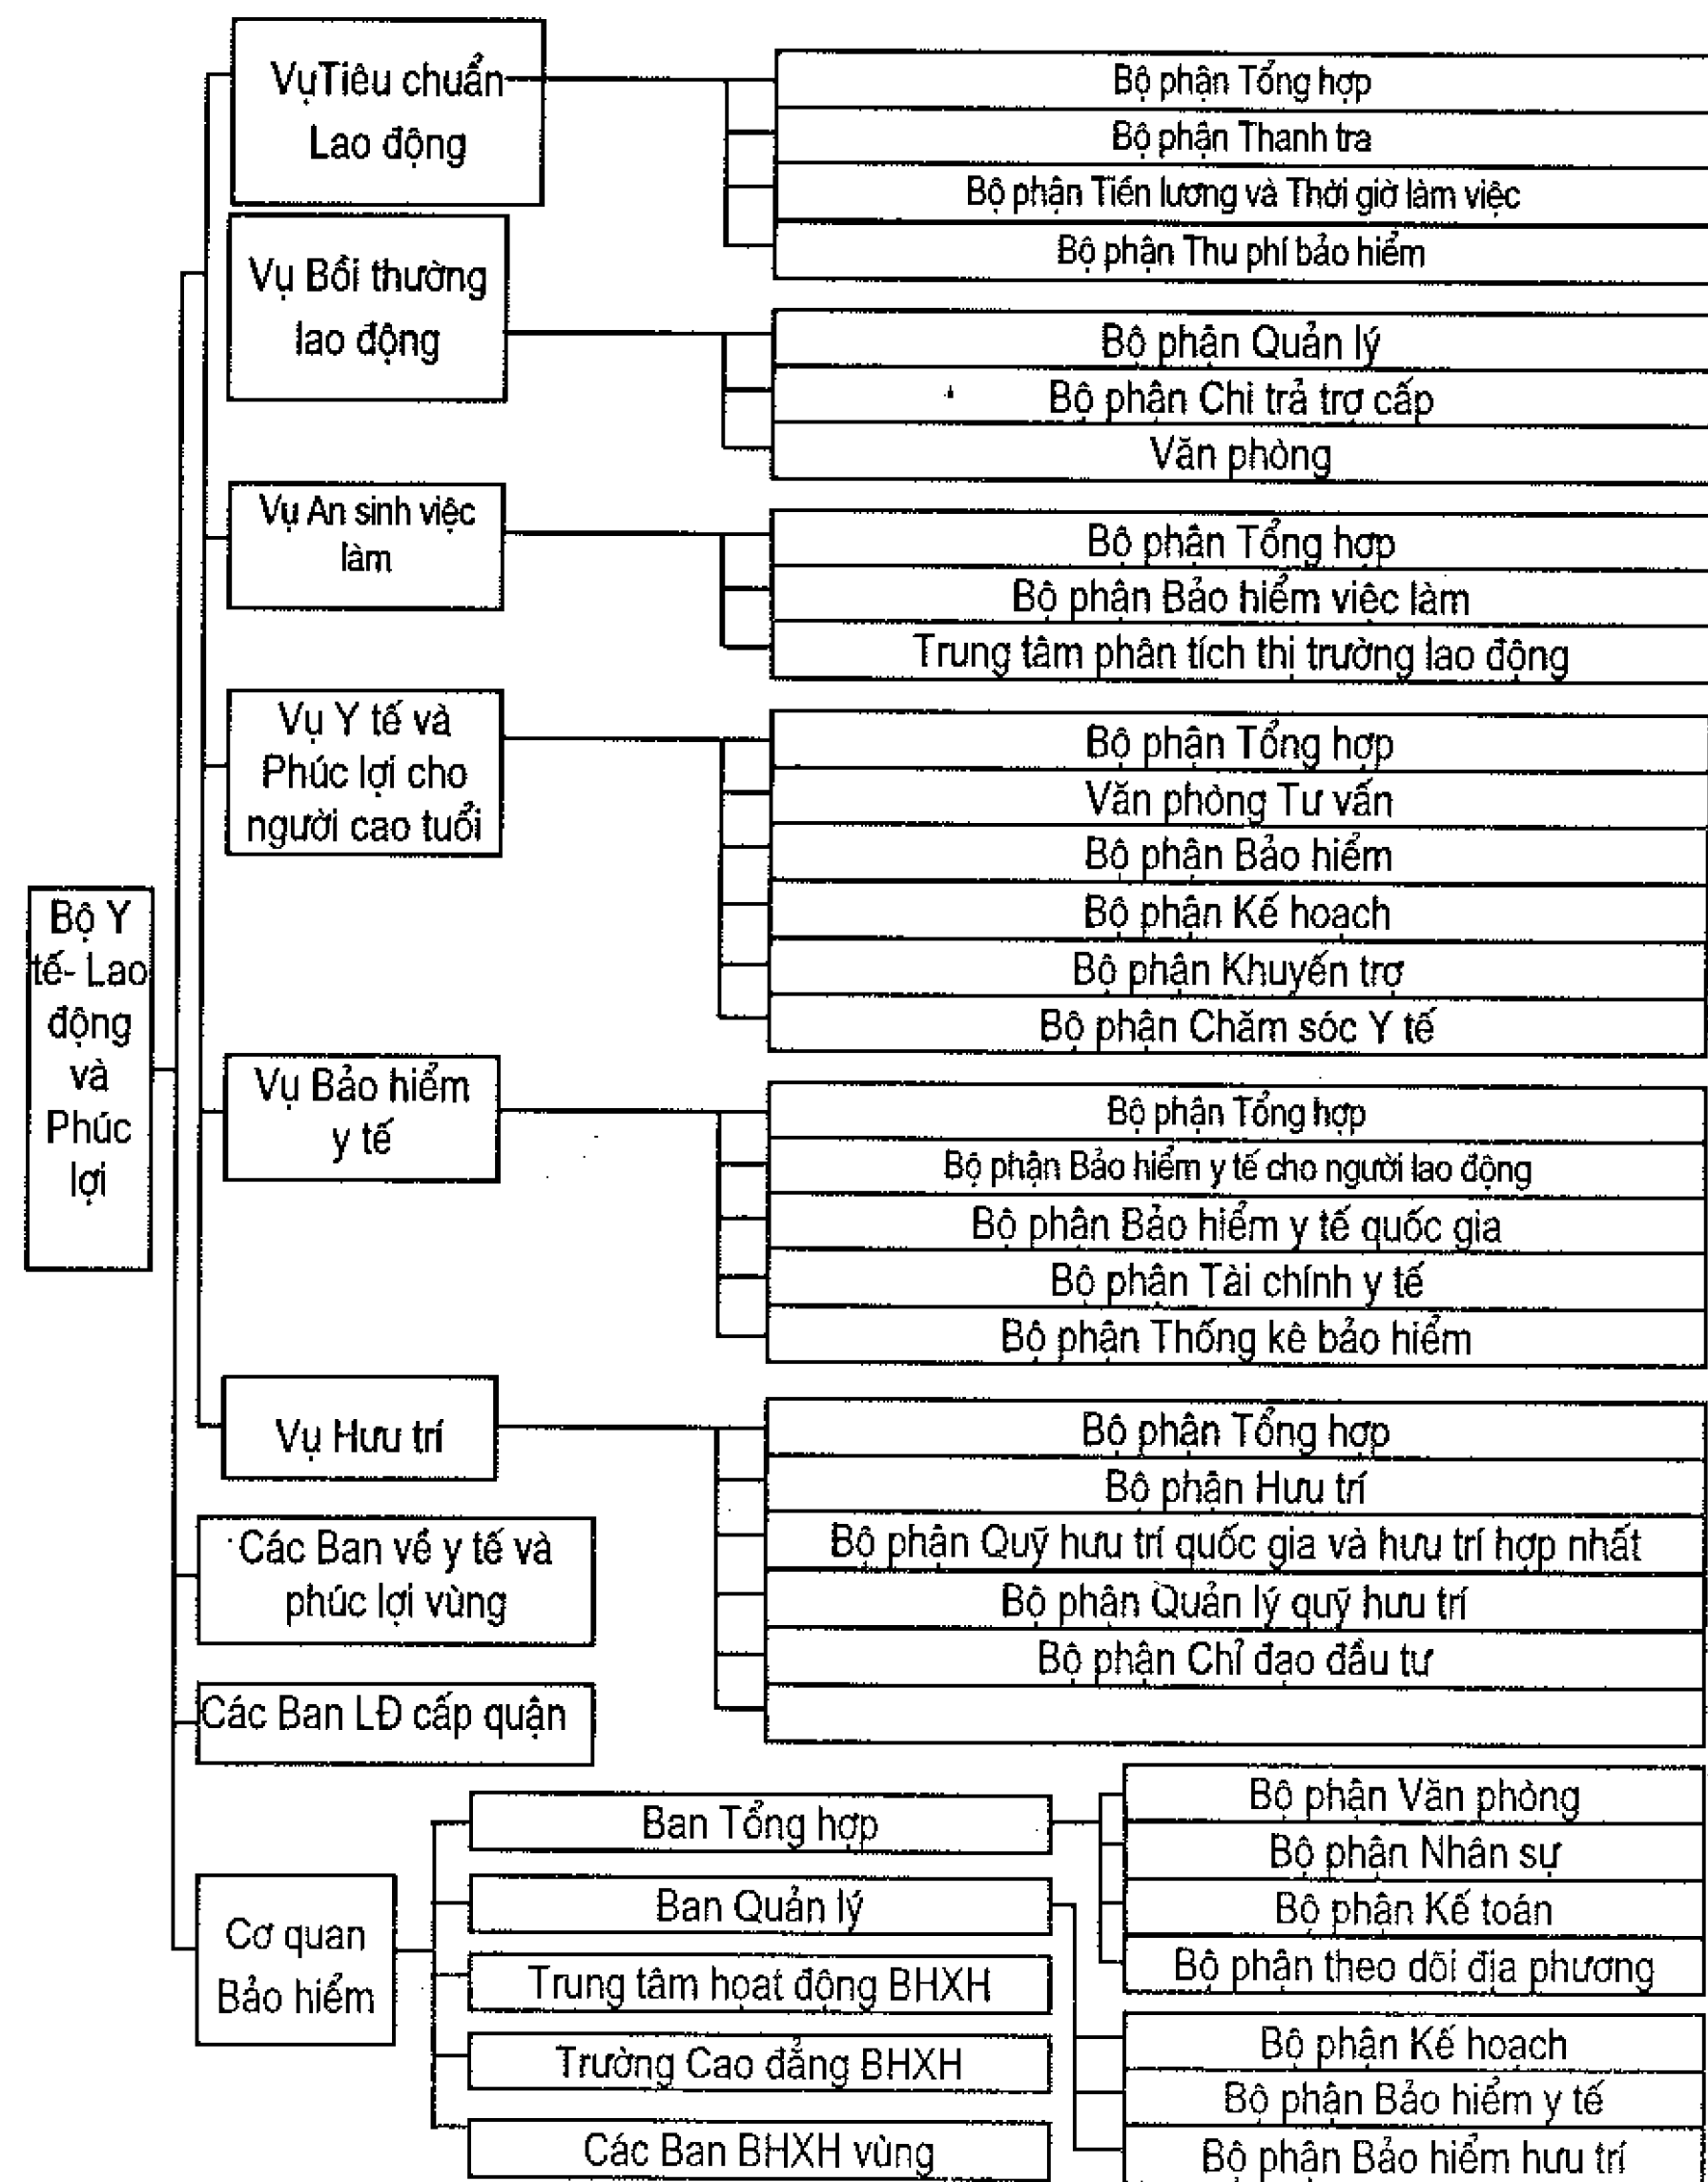 Bộ Y
tế- Lao
động
và
Phúc
lợi
VụTiêu chuẩn
Lao động
Bộ phận Tổng hợp
Bộ phận Thanh tra
Bộ phận Tiền lương và Thời giờ làm việc
Bộ phận Thu phí bảo hiểm
Vụ Bồi thường
lao động
Bộ phận Quản lý
Bộ phận Chi trả trợ cấp
Văn phòng
Vụ An sinh việc
làm
Bộ phận Tổng hợp
Bộ phận Bảo hiểm việc làm
Trung tâm phân tích thị trường lao động
Vụ Y tế và
Phúc lợi cho
người cao tuổi
Bộ phận Tổng hợp
Văn phòng Tư vấn
Bộ phận Bảo hiểm
Bộ phận Kế hoạch
Bộ phận Khuyến trợ
Bộ phận Chăm sóc Y tế
Vụ Bảo hiểm
y tế
Bộ phận Tổng hợp
Bộ phận Bảo hiểm y tế cho người lao động
Bộ phận Bảo hiểm y tế quốc gia
Bộ phận Tài chính y tế
Bộ phận Thống kê bảo hiểm
Vụ Hưu trí
Bộ phận Tổng hợp
Bộ phận Hưu trí
Bộ phận Quỹ hưu trí quốc gia và hưu trí hợp nhất
Bộ phận Quản lý quỹ hưu trí
Bộ phận Chỉ đạo đầu tư
Các Ban về y tế và
phúc lợi vùng
Các Ban LĐ cấp quận
Cơ quan
Bảo hiểm
Ban Tổng hợp
Bộ phận Văn phòng
Bộ phận Nhân sự
Bộ phận Kế toán
Bộ phận theo dõi địa phương
Ban Quản lý
Bộ phận Kế hoạch
Bộ phận Bảo hiểm y tế
Bộ phận Bảo hiểm hưu trí
Trung tâm hoạt động BHXH
Trường Cao đẳng BHXH
Các Ban BHXH vùng